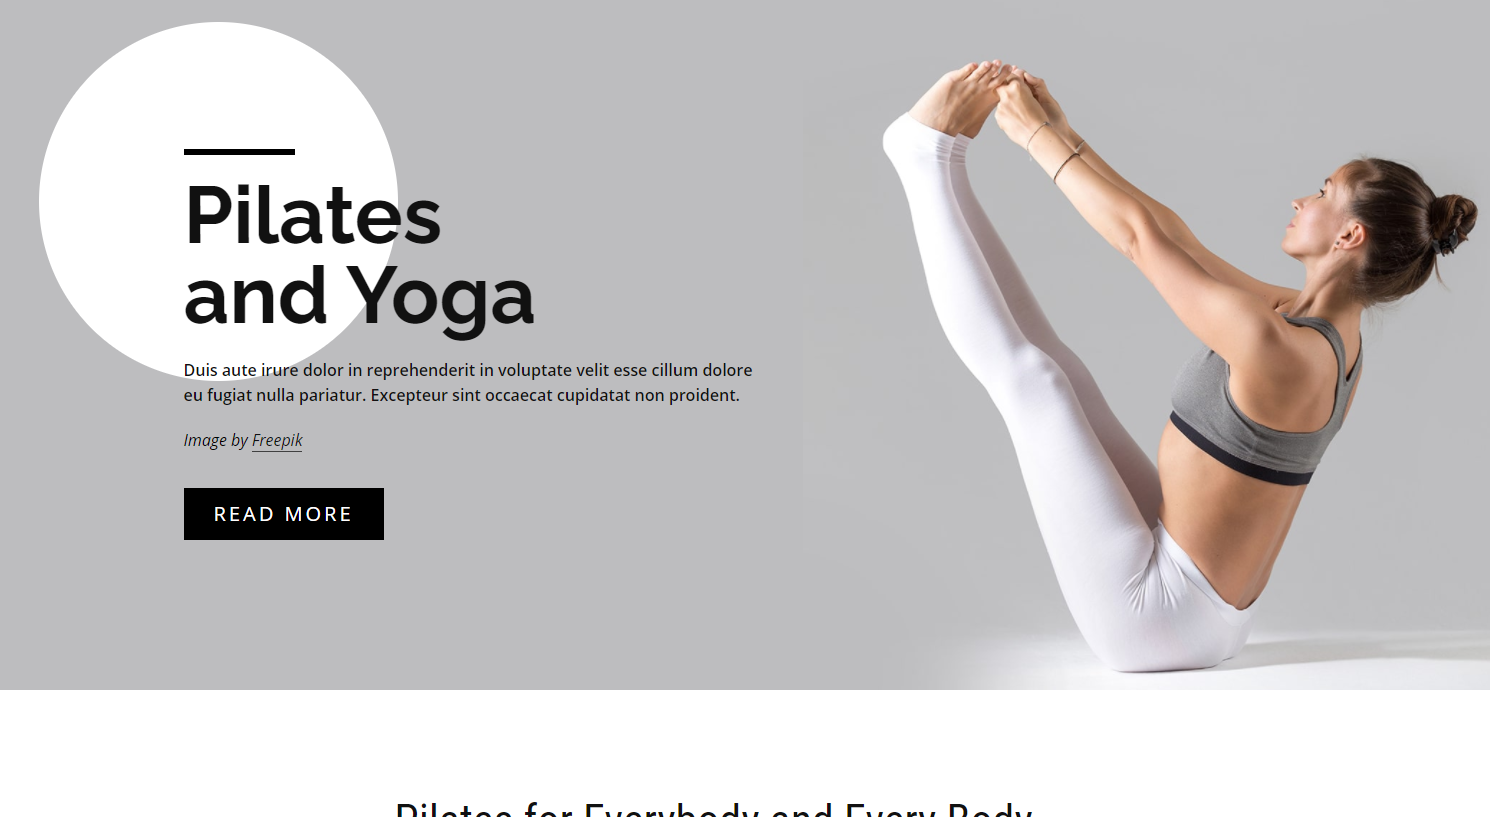 Pilates
and Yoga
Duis aute irure dolor in reprehenderit in voluptate velit esse cillum dolore
eu fugiat nulla pariatur. Excepteur sint occaecat cupidatat non proident.
Image by Freepik
READ MORE
Pilates for Everybody and Every Body